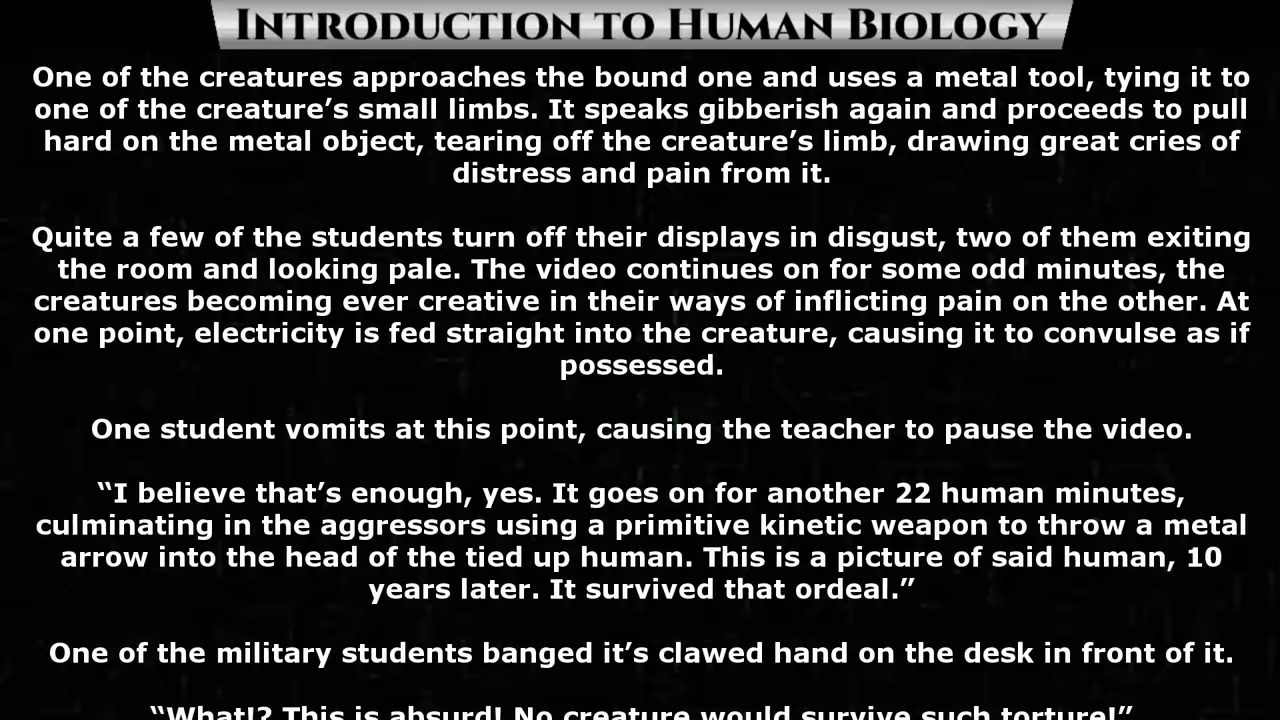 Introduction to Human Biology
One of the creatures approaches the bound one and uses a metal tool, tying it to
one of the creature’s small limbs. It speaks gibberish again and proceeds to pull
hard on the metal object, tearing off the creature’s limb, drawing great cries of
distress and pain from it.
Quite a few of the students turn off their displays in disgust, two of them exiting
the room and looking pale. The video continues on for some odd minutes, the
creatures becoming ever creative in their ways of inflicting pain on the other. At
one point, electricity is fed straight into the creature, causing it to convulse as if
possessed.
One student vomits at this point, causing the teacher to pause the video.
“I believe that’s enough, yes. It goes on for another 22 human minutes,
culminating in the aggressors using a primitive kinetic weapon to throw a metal
arrow into the head of the tied up human. This is a picture of said human, 10
years later. It survived that ordeal.”
One of the military students banged it’s clawed hand on the desk in front of it.
“What!? This is absurd! No creature would survive such torture!”